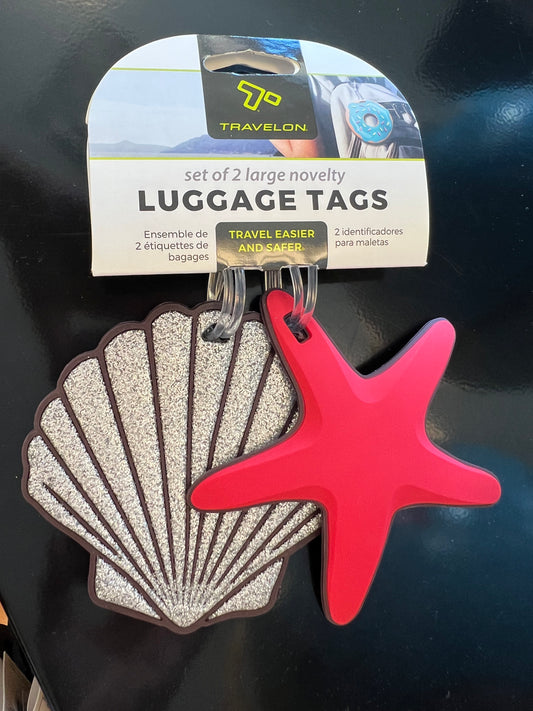 TRAVELON
set of 2 large novelty
LUGGAGE TAGS
Ensemble de
2 étiquettes de
bagages
TRAVEL EASIER
AND SAFER
2 identificadores
para maletas